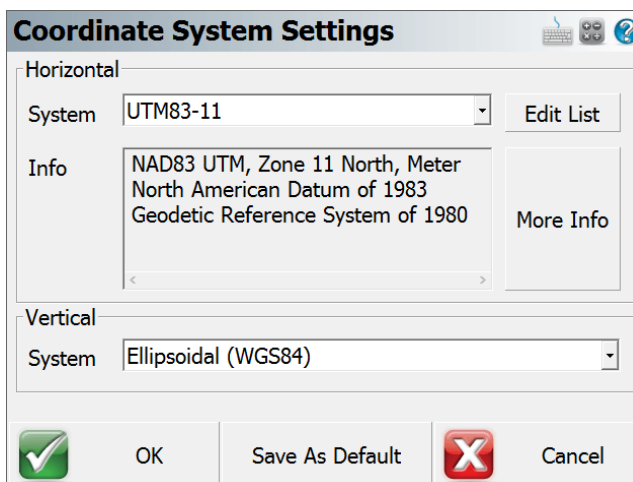 Coordinate System Settings
?
Horizontal
System UTM83-11 Edit List
Info
NAD83 UTM, Zone 11 North, Meter
North American Datum of 1983
Geodetic Reference System of 1980
More Info
Vertical
System Ellipsoidal (WGS84)
OK Save As Default Cancel